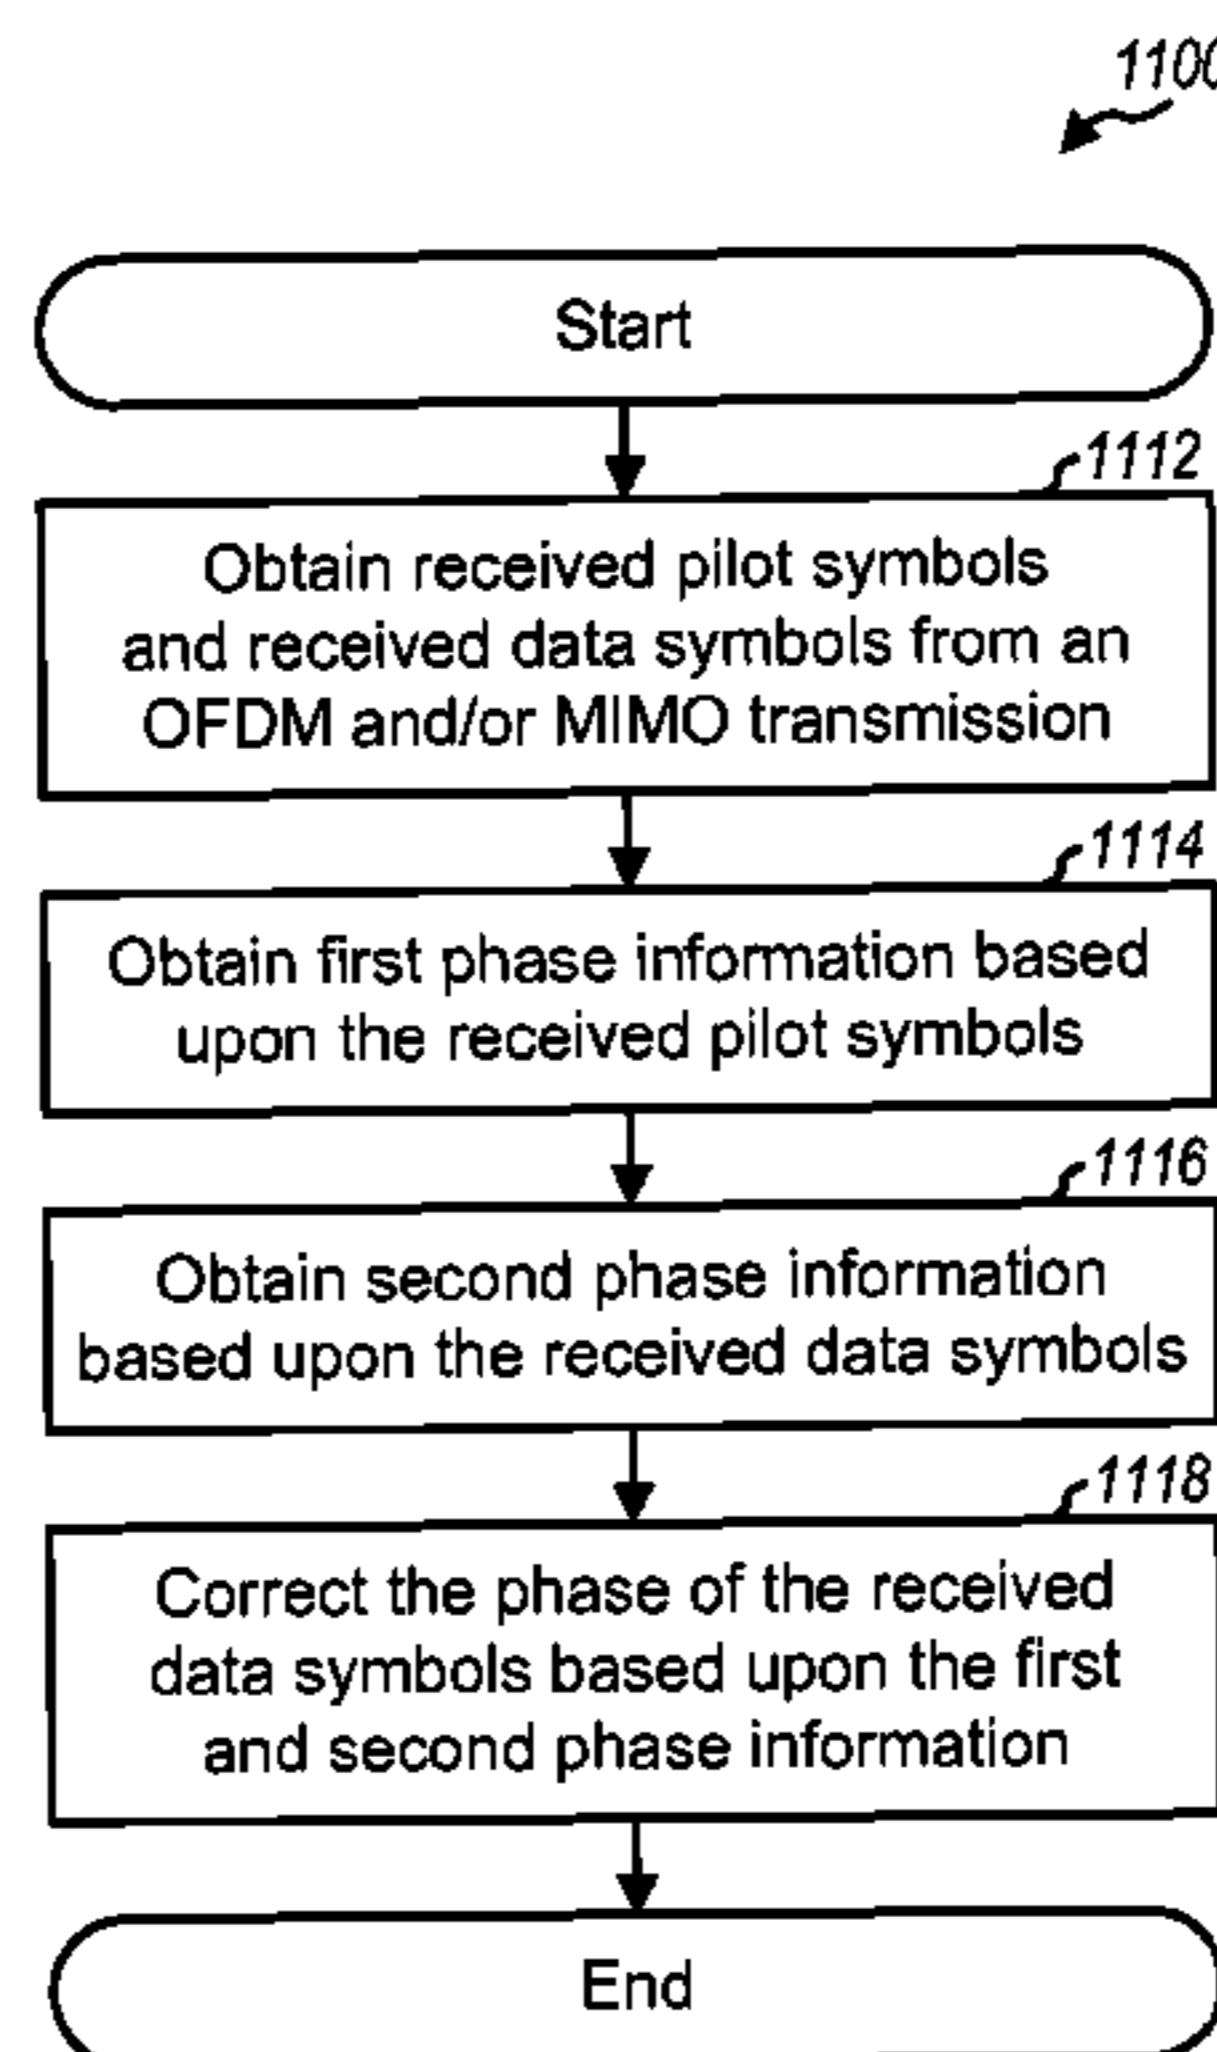 1100
Start
1112
Obtain received pilot symbols
and received data symbols from an
OFDM and/or MIMO transmission
1114
Obtain first phase information based
upon the received pilot symbols
1116
Obtain second phase information
based upon the received data symbols
1118
Correct the phase of the received
data symbols based upon the first
and second phase information
End